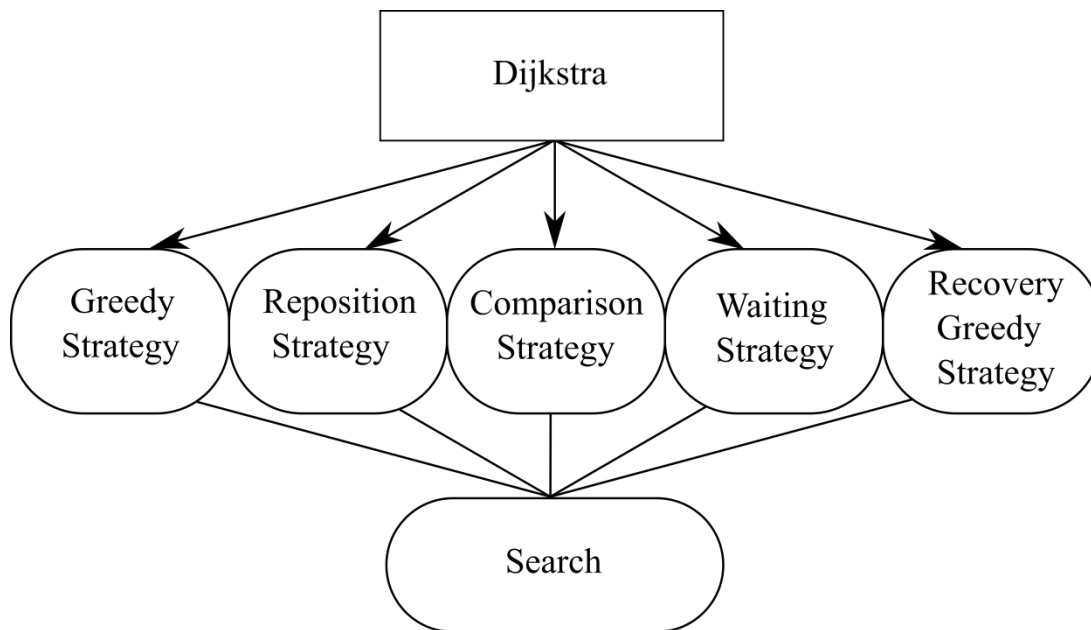 Dijkstra
Greedy
Strategy
Reposition
Strategy
Comparison
Strategy
Waiting
Strategy
Recovery
Greedy
Strategy
Search